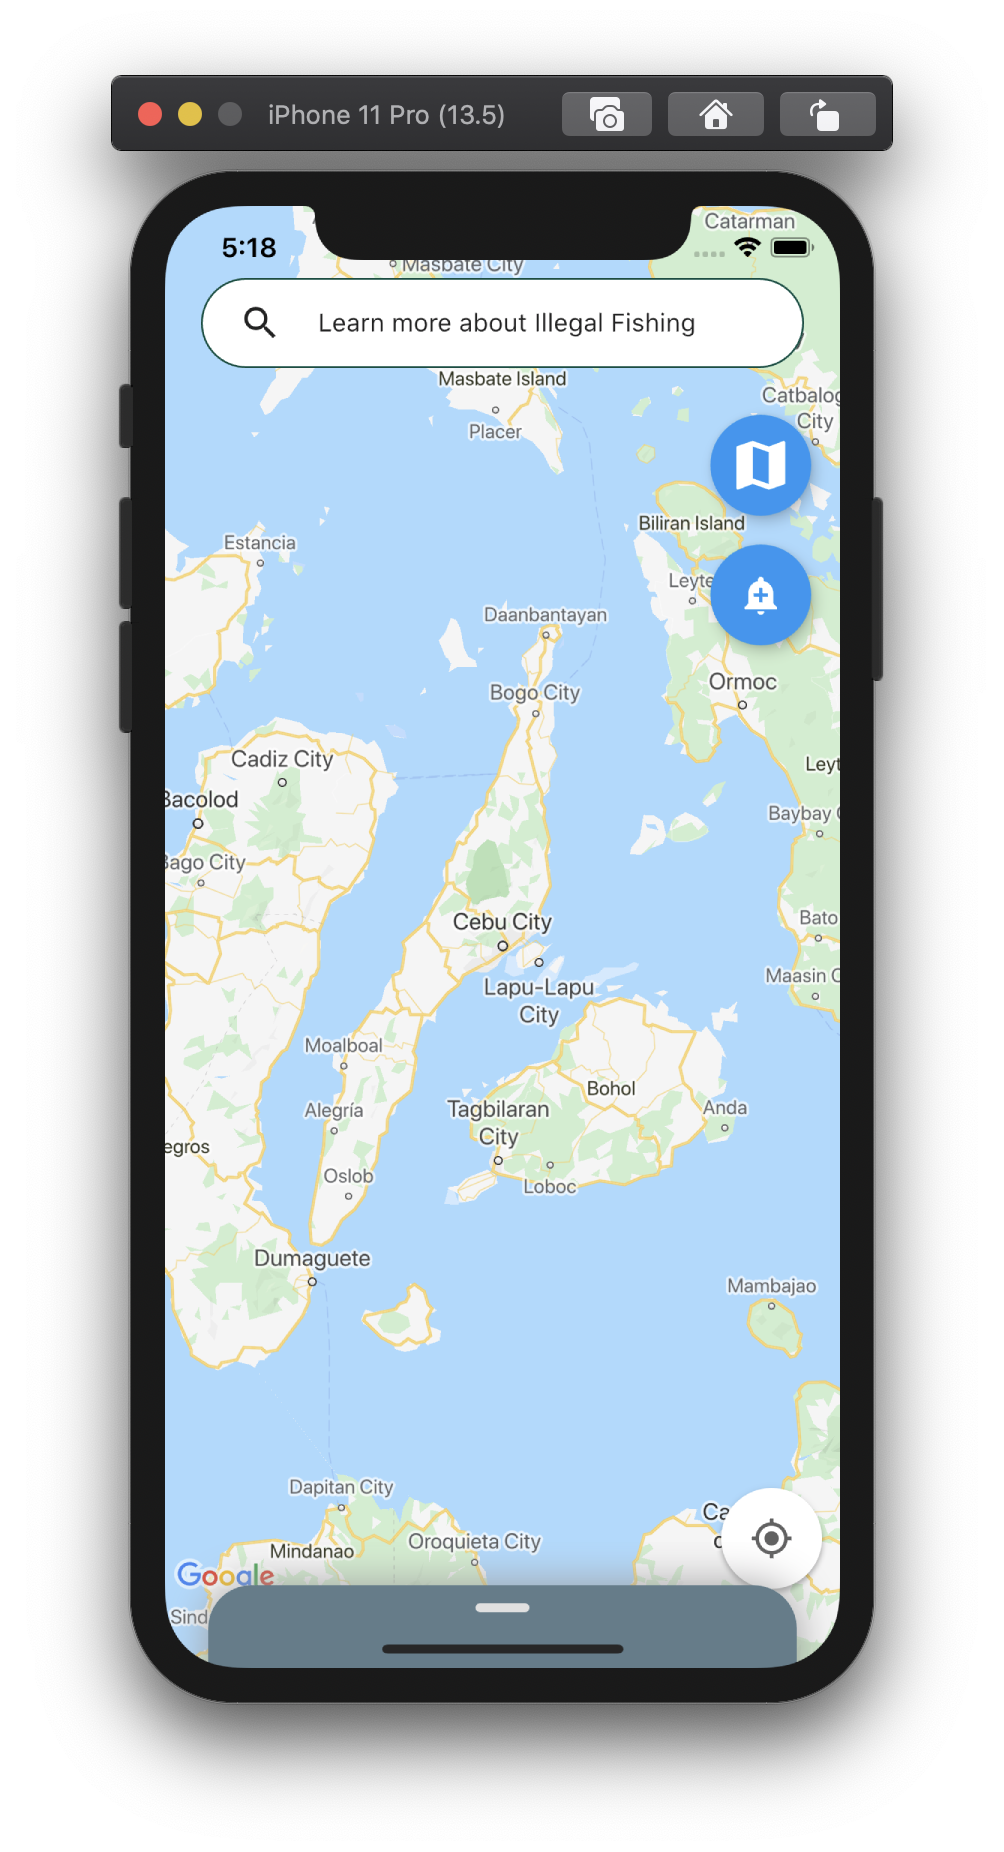 iPhone 11 Pro (13.5)
5:18
Catarman
Masbate City
Learn more about Illegal Fishing
Masbate Island
Placer
Catbalog
City
Biliran Island
Estancia
Leyte
Daanbantayan
Bogo City
Ormoc
Cadiz City
Leyt
Bacolod
Baybay
Bago City
Cebu City
Bato
Lapu-Lapu
City
Maasin C
Moalboal
Bohol
Alegría
Tagbilaran
City
Anda
egros
Oslob
Loboc
Dumaguete
Mambajao
Dapitan City
Ca
Oroquieta City
Mindanao
Google
Sind